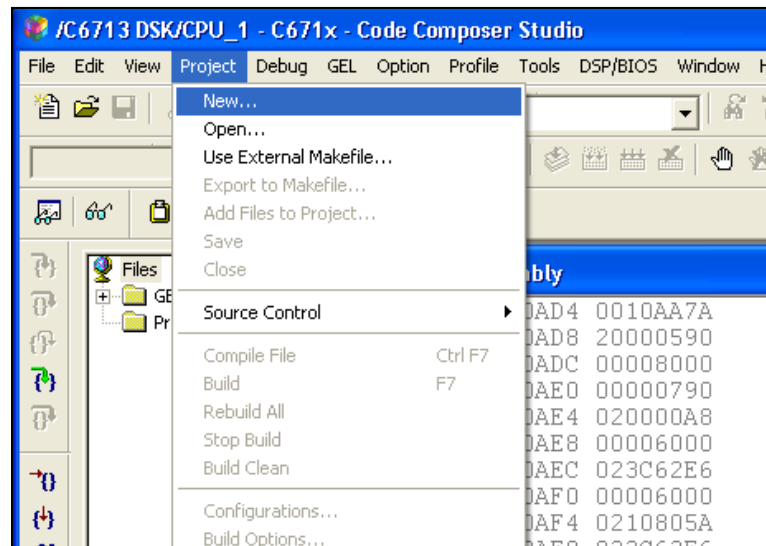 /C6713 DSK/CPU_1 - C671x - Code Composer Studio
File Edit View Project Debug GEL Option Profile Tools DSP/BIOS Window
New...
Open...
Use External Makefile...
Export to Makefile...
Add Files to Project...
Save
Close
Source Control
Compile File Ctrl F7
Build F7
Rebuild All
Stop Build
Build Clean
Configurations...
Build Options...
Files
GE
Pr
bly
0AD4 0010AA7A
0AD8 20000590
0ADC 00008000
0AE0 00000790
0AE4 020000A8
0AE8 00006000
0AEC 023C62E6
0AF0 00006000
0AF4 0210805A